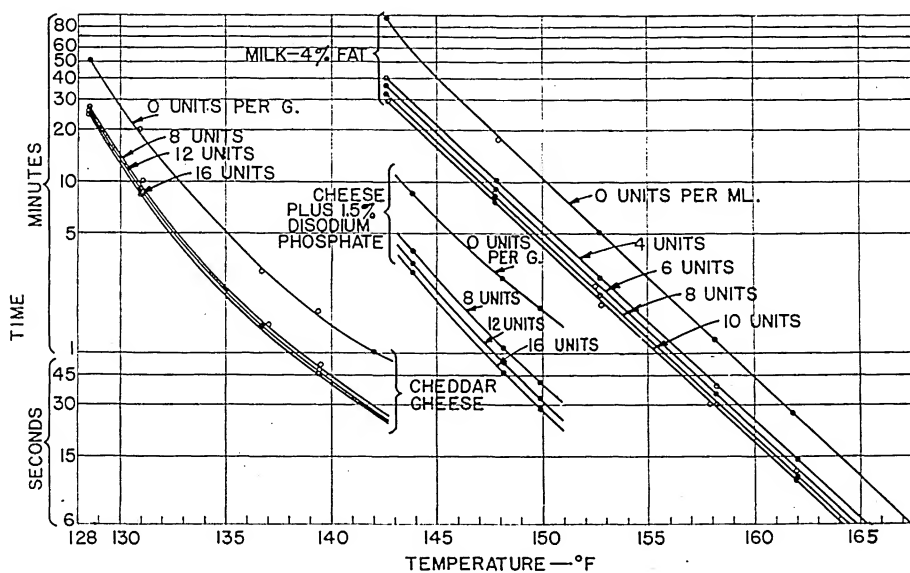 80
60
50
40
30
20
10
5
1
45
30
15
6
MINUTES
TIME
SECONDS
MILK—4% FAT
0 UNITS PER G.
8 UNITS
12 UNITS
16 UNITS
CHEESE
PLUS 1.5%
DISODIUM
PHOSPHATE
0 UNITS
PER G.
8 UNITS
12 UNITS
16 UNITS
0 UNITS PER ML.
4 UNITS
6 UNITS
8 UNITS
10 UNITS
CHEDDAR
GHEESE
128 130 135 140 145 150 155 160 165
TEMPERATURE—°F